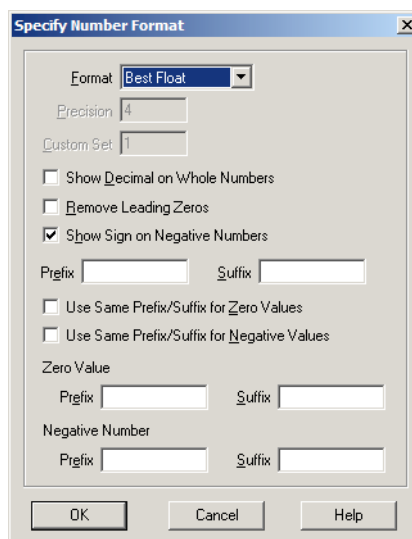 Specify Number Format
Format Best Float
Precision 4
Custom Set 1
Show Decimal on Whole Numbers
Remove Leading Zeros
Show Sign on Negative Numbers
Prefix Suffix
Use Same Prefix/Suffix for Zero Values
Use Same Prefix/Suffix for Negative Values
Zero Value
Prefix Suffix
Negative Number
Prefix Suffix
OK Cancel Help